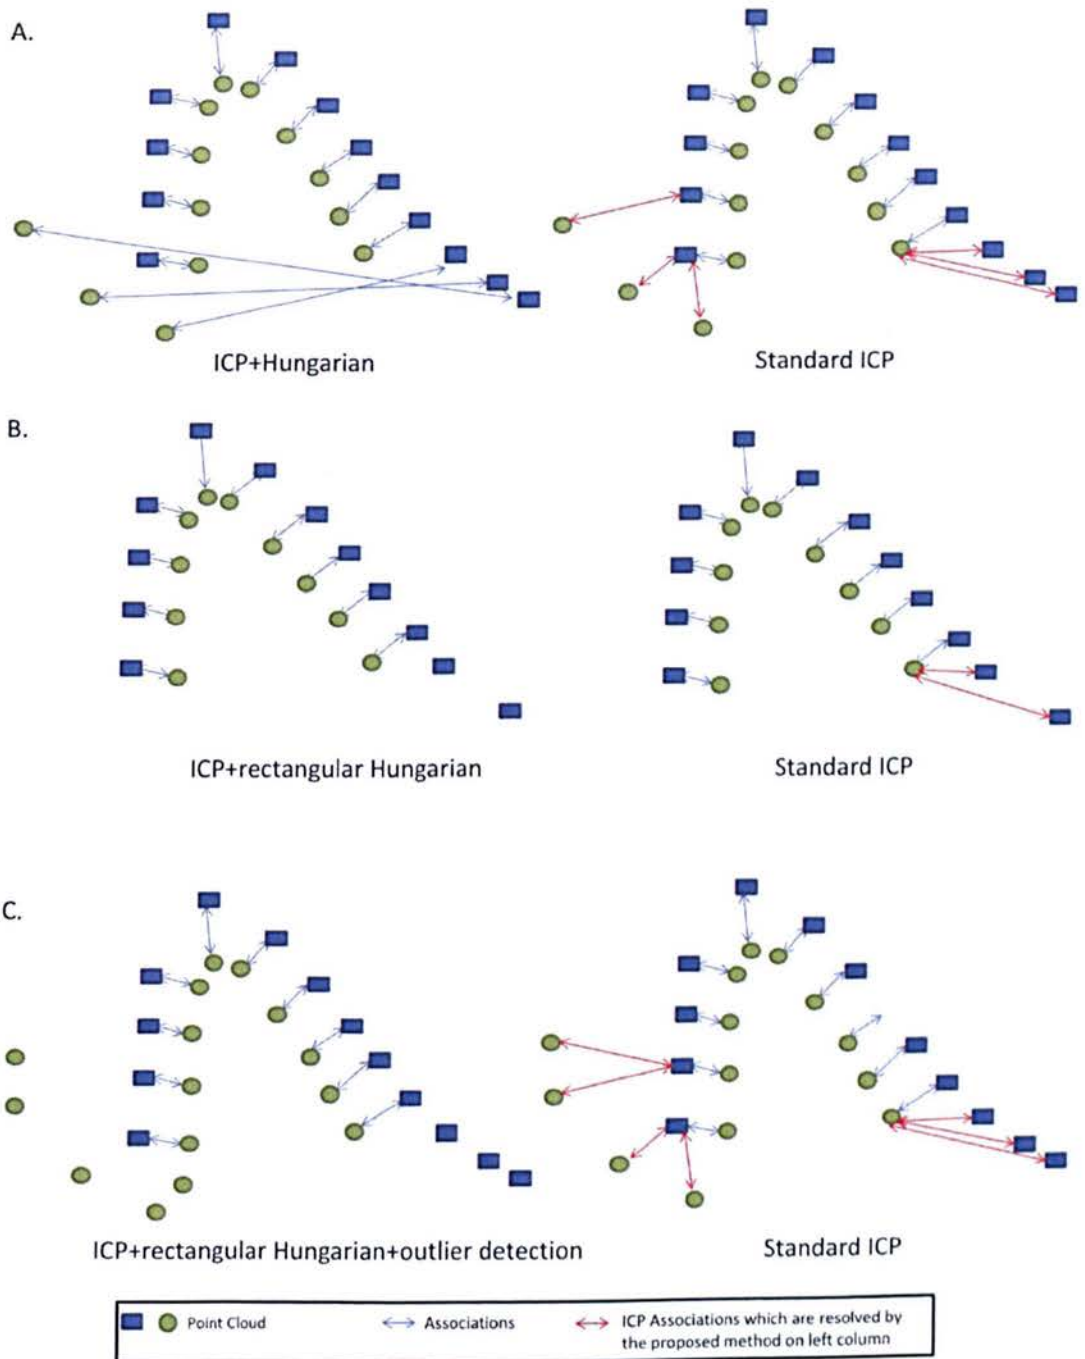 A.
ICP+Hungarian
Standard ICP
B.
ICP+rectangular Hungarian
Standard ICP
C.
ICP+rectangular Hungarian+outlier detection
Standard ICP
Point Cloud
Associations
ICP Associations which are resolved by
the proposed method on left column